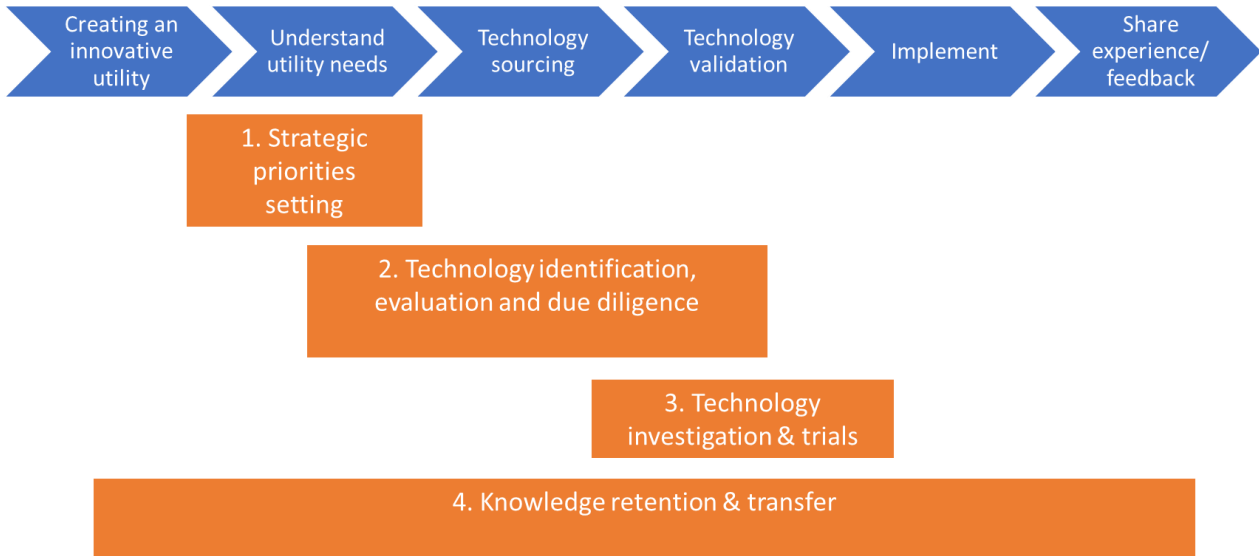 Creating an
innovative
utility
Understand
utility needs
Technology
sourcing
Technology
validation
Implement
Share
experience/
feedback
1. Strategic
priorities
setting
2. Technology identification,
evaluation and due diligence
3. Technology
investigation & trials
4. Knowledge retention & transfer